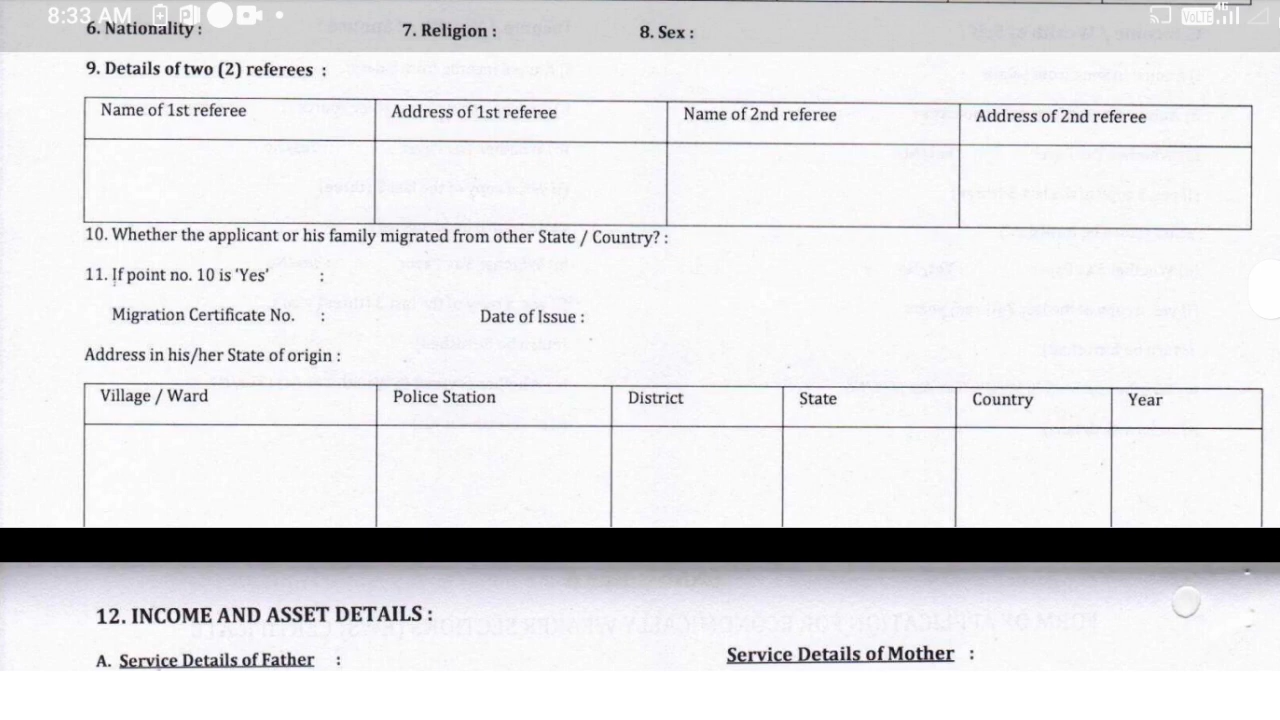 8:33 AM
VoLTE 4G
6. Nationality : 7. Religion : 8. Sex :
9. Details of two (2) referees :
Name of 1st referee Address of 1st referee Name of 2nd referee Address of 2nd referee
10. Whether the applicant or his family migrated from other State / Country? :
11. If point no. 10 is 'Yes' :
Migration Certificate No. : Date of Issue :
Address in his/her State of origin :
Village / Ward Police Station District State Country Year
12. INCOME AND ASSET DETAILS :
A. Service Details of Father : Service Details of Mother :